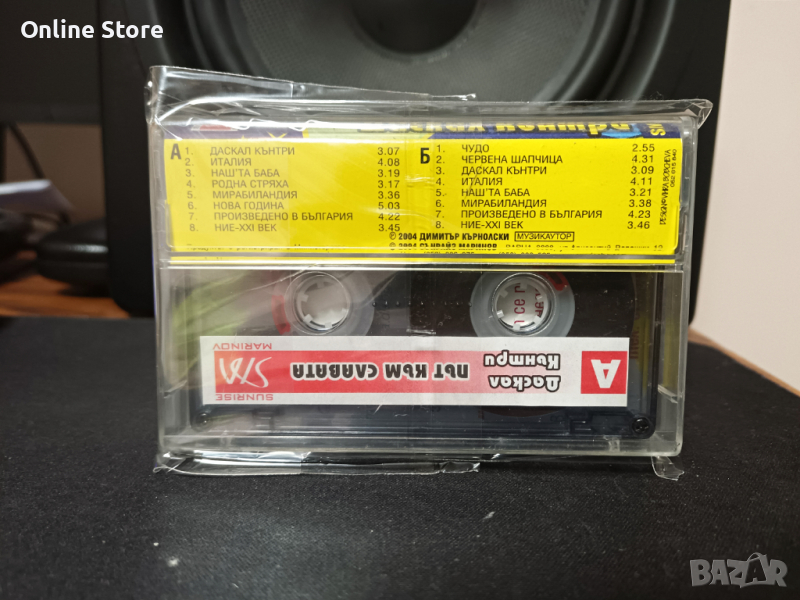 Online Store
А
1. ДАСКАЛ КЪНТРИ 3.07
2. ИТАЛИЯ 4.08
3. НАШ'ТА БАБА 3.19
4. РОДНА СТРЯХА 3.17
5. МИРАБИЛАНДИЯ 3.36
6. НОВА ГОДИНА 5.03
7. ПРОИЗВЕДЕНО В БЪЛГАРИЯ 4.22
8. НИЕ-XXI ВЕК 3.45
Б
1. ЧУДО 2.55
2. ЧЕРВЕНА ШАПЧИЦА 4.31
3. ДАСКАЛ КЪНТРИ 3.09
4. ИТАЛИЯ 4.11
5. НАШ'ТА БАБА 3.21
6. МИРАБИЛАНДИЯ 3.38
7. ПРОИЗВЕДЕНО В БЪЛГАРИЯ 4.23
8. НИЕ-XXI ВЕК 3.46
℗ 2004 ДИМИТЪР КЪРНОЛСКИ МУЗИКАУТОР
А
Даскал
Кънтри
ПЪТ КЪМ СЛАВАТА
SUNRISE
MARINOV
BAZAR